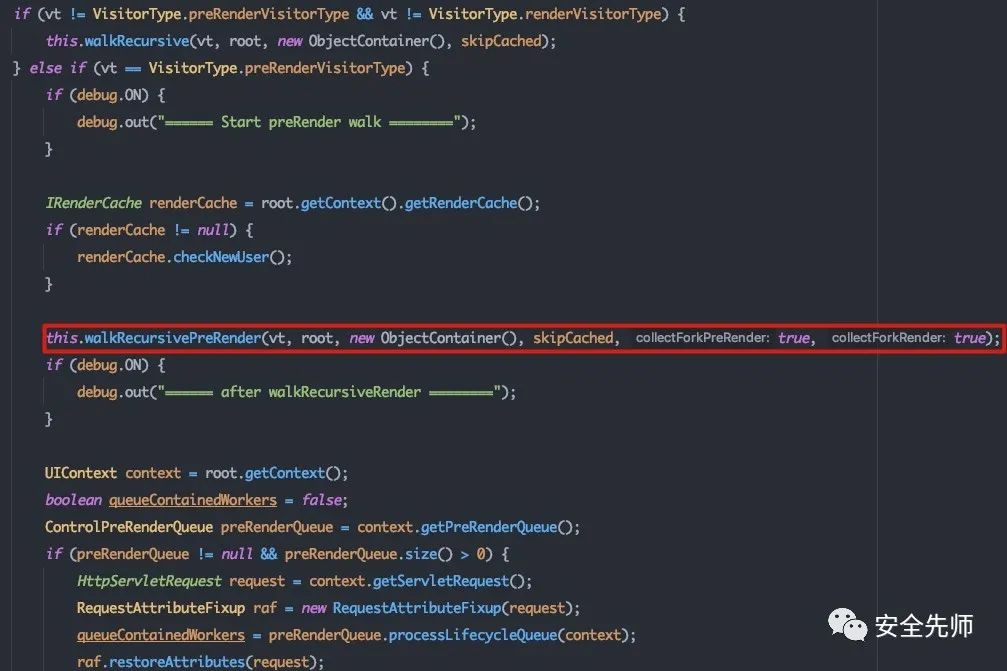 if (vt != VisitorType.preRenderVisitorType && vt != VisitorType.renderVisitorType) {
    this.walkRecursive(vt, root, new ObjectContainer(), skipCached);
} else if (vt == VisitorType.preRenderVisitorType) {
    if (debug.ON) {
        debug.out("====== Start preRender walk ========");
    }

    IRenderCache renderCache = root.getContext().getRenderCache();
    if (renderCache != null) {
        renderCache.checkNewUser();
    }

    this.walkRecursivePreRender(vt, root, new ObjectContainer(), skipCached, collectForkPreRender: true, collectForkRender: true);
    if (debug.ON) {
        debug.out("====== after walkRecursiveRender ========");
    }

    UIContext context = root.getContext();
    boolean queueContainedWorkers = false;
    ControlPreRenderQueue preRenderQueue = context.getPreRenderQueue();
    if (preRenderQueue != null && preRenderQueue.size() > 0) {
        HttpServletRequest request = context.getServletRequest();
        RequestAttributeFixup raf = new RequestAttributeFixup(request);
        queueContainedWorkers = preRenderQueue.processLifecycleQueue(context);
        raf.restoreAttributes(request);
安全先师